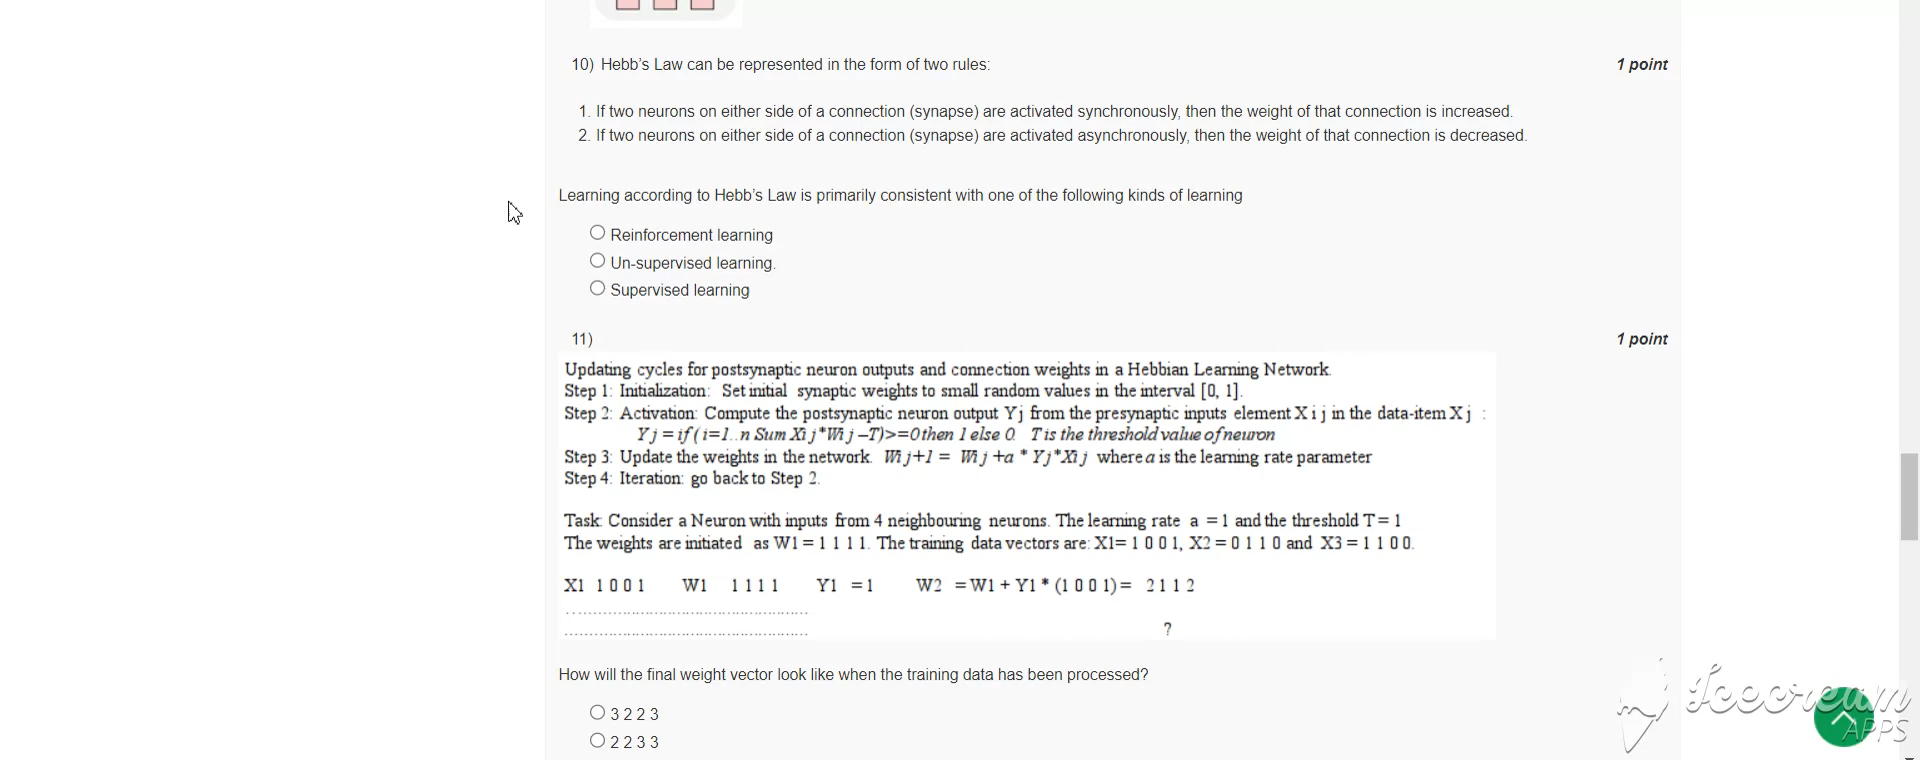 10) Hebb's Law can be represented in the form of two rules:
1 point
1. If two neurons on either side of a connection (synapse) are activated synchronously, then the weight of that connection is increased.
2. If two neurons on either side of a connection (synapse) are activated asynchronously, then the weight of that connection is decreased.
Learning according to Hebb's Law is primarily consistent with one of the following kinds of learning
Reinforcement learning
Un-supervised learning.
Supervised learning
11)
1 point
Updating cycles for postsynaptic neuron outputs and connection weights in a Hebbian Learning Network.
Step 1: Initialization: Set initial synaptic weights to small random values in the interval [0, 1].
Step 2: Activation: Compute the postsynaptic neuron output Yj from the presynaptic inputs element X i j in the data-item X j :
Y j = if ( i=1..n Sum Xi j *Wi j –T) >=0 then 1 else 0 T is the threshold value of neuron
Step 3: Update the weights in the network. Wi j+1 = Wi j +a * Yj*Xi j where a is the learning rate parameter
Step 4: Iteration: go back to Step 2.
Task: Consider a Neuron with inputs from 4 neighbouring neurons. The learning rate a = 1 and the threshold T= 1
The weights are initiated as W1 = 1 1 1 1. The training data vectors are: X1= 1 0 0 1, X2 = 0 1 1 0 and X3 = 1 1 0 0.
X1 1 0 0 1 W1 1 1 1 1 Y1 = 1 W2 = W1 + Y1 * (1 0 0 1) = 2 1 1 2
.................................................
................................................. ?
How will the final weight vector look like when the training data has been processed?
3 2 2 3
2 2 3 3
Icecream
APPS